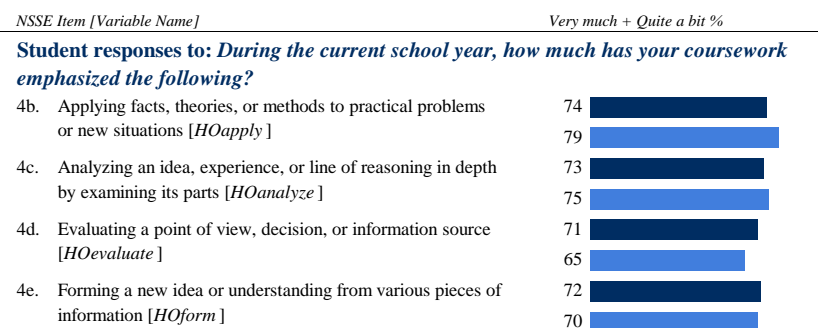 NSSE Item [Variable Name] Very much + Quite a bit %
Student responses to: During the current school year, how much has your coursework
emphasized the following?
4b. Applying facts, theories, or methods to practical problems 74
or new situations [HOapply ] 79
4c. Analyzing an idea, experience, or line of reasoning in depth 73
by examining its parts [HOanalyze ] 75
4d. Evaluating a point of view, decision, or information source 71
[HOevaluate ] 65
4e. Forming a new idea or understanding from various pieces of 72
information [HOform ] 70